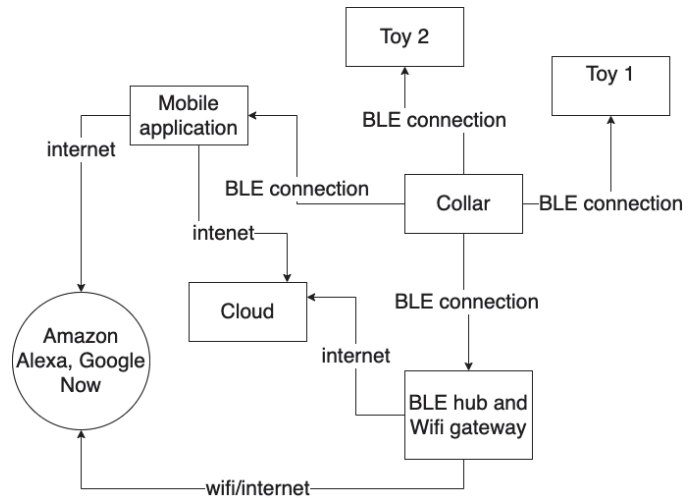 Toy 2
Toy 1
Mobile
application
BLE connection
internet
BLE connection
Collar
BLE connection
intenet
Cloud
BLE connection
Amazon
Alexa, Google
Now
internet
BLE hub and
Wifi gateway
wifi/internet